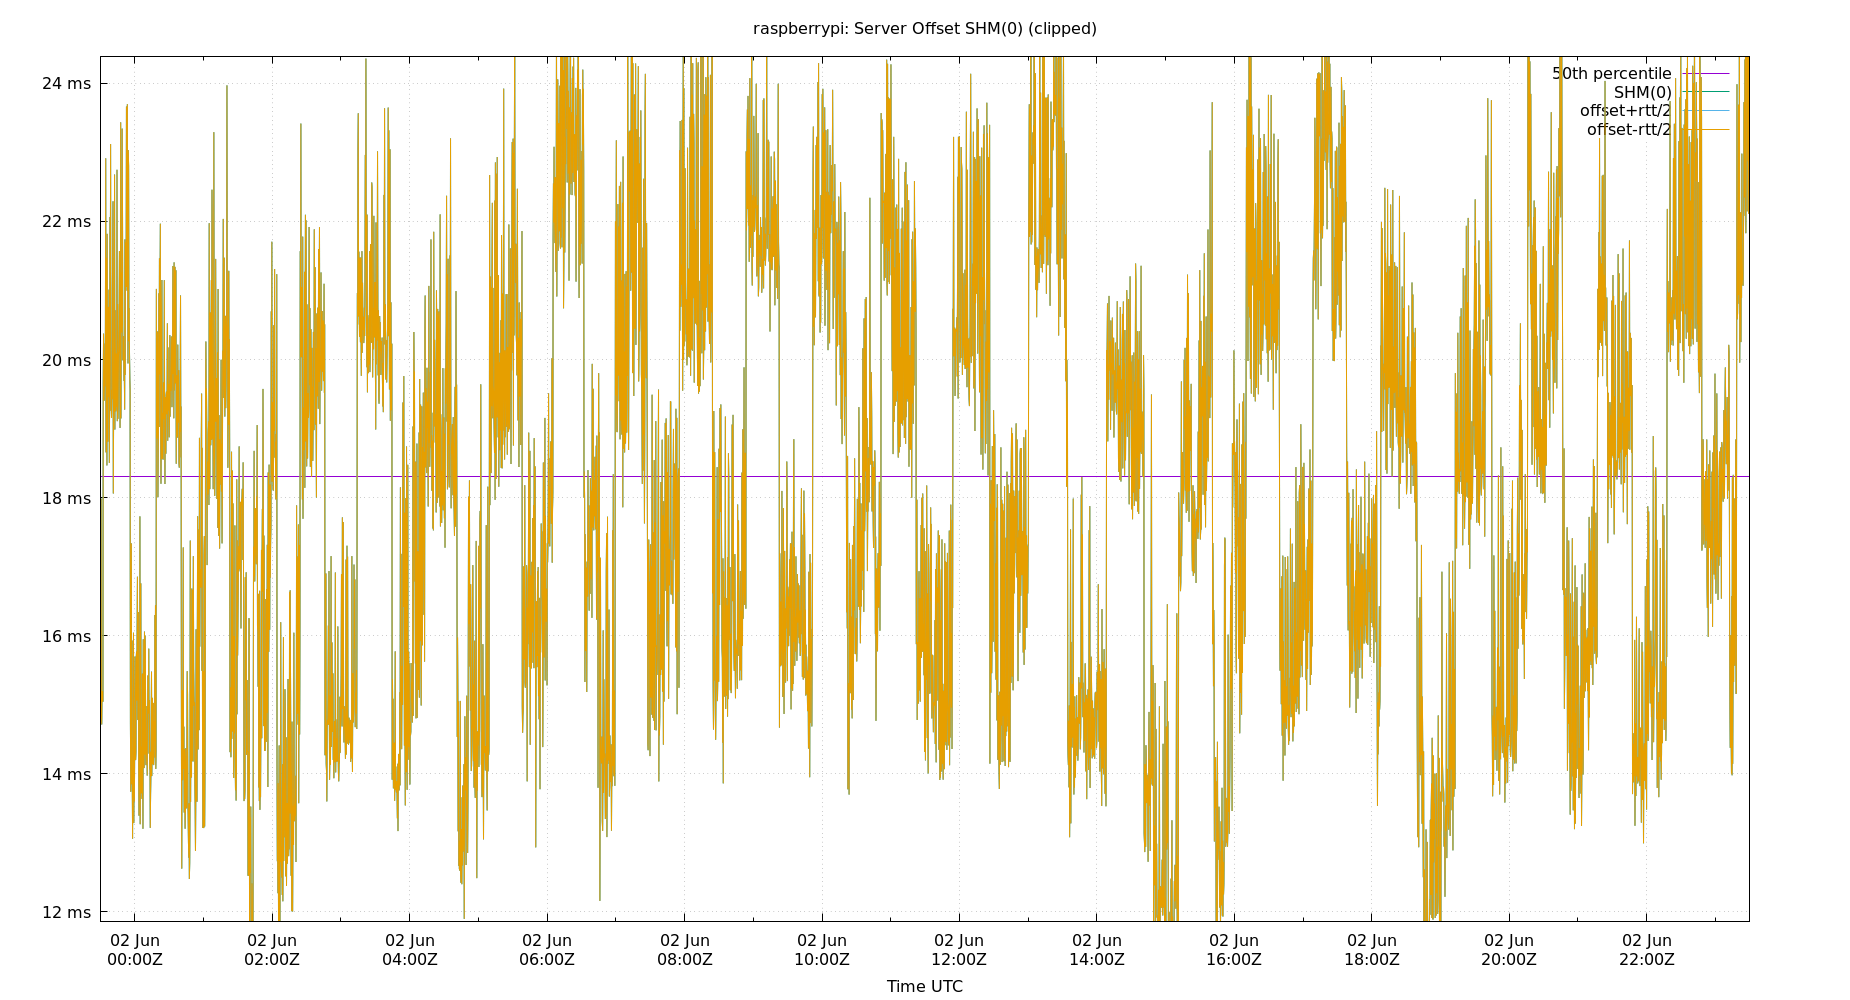 raspberrypi: Server Offset SHM(0) (clipped)
50th percentile
SHM(0)
offset+rtt/2
offset-rtt/2
24 ms
22 ms
20 ms
18 ms
16 ms
14 ms
12 ms
02 Jun 02 Jun 02 Jun 02 Jun 02 Jun 02 Jun 02 Jun 02 Jun 02 Jun 02 Jun 02 Jun 02 Jun
00:00Z 02:00Z 04:00Z 06:00Z 08:00Z 10:00Z 12:00Z 14:00Z 16:00Z 18:00Z 20:00Z 22:00Z
Time UTC